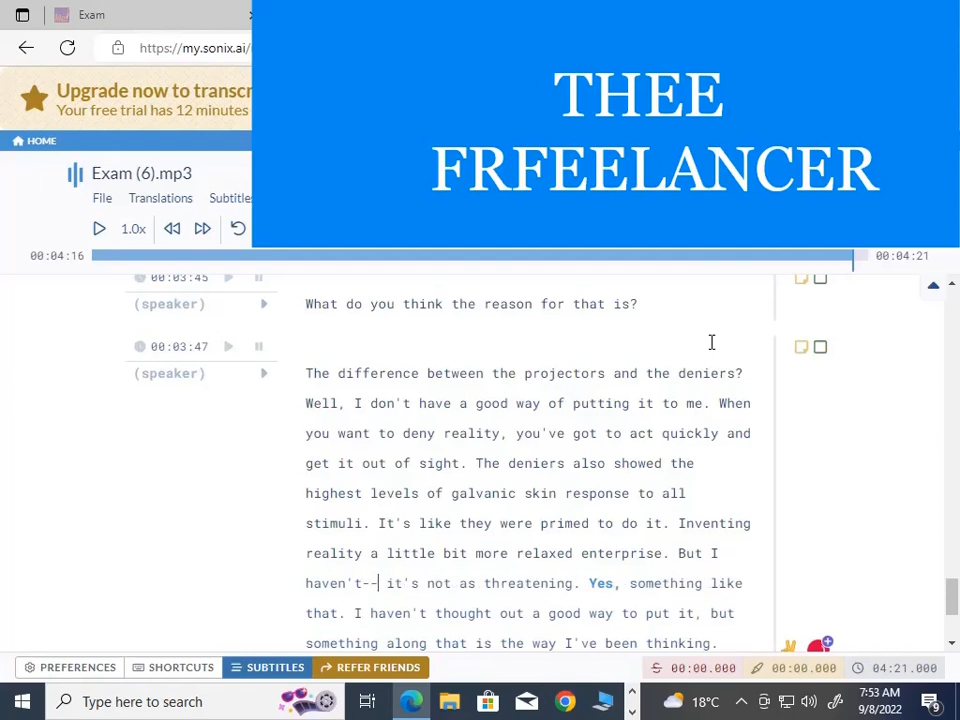 Exam
https://my.sonix.ai/
Upgrade now to transcr
Your free trial has 12 minutes
THEE
FRFEELANCER
HOME
Exam (6).mp3
File Translations Subtitles
1.0x
00:04:16 00:04:21
00:03:45
(speaker) What do you think the reason for that is?
00:03:47
(speaker) The difference between the projectors and the deniers?
Well, I don't have a good way of putting it to me. When
you want to deny reality, you've got to act quickly and
get it out of sight. The deniers also showed the
highest levels of galvanic skin response to all
stimuli. It's like they were primed to do it. Inventing
reality a little bit more relaxed enterprise. But I
haven't-- it's not as threatening. Yes, something like
that. I haven't thought out a good way to put it, but
something along that is the way I've been thinking.
PREFERENCES SHORTCUTS SUBTITLES REFER FRIENDS 00:00.000 00:00.000 04:21.000
Type here to search 18°C 7:53 AM
9/8/2022 9